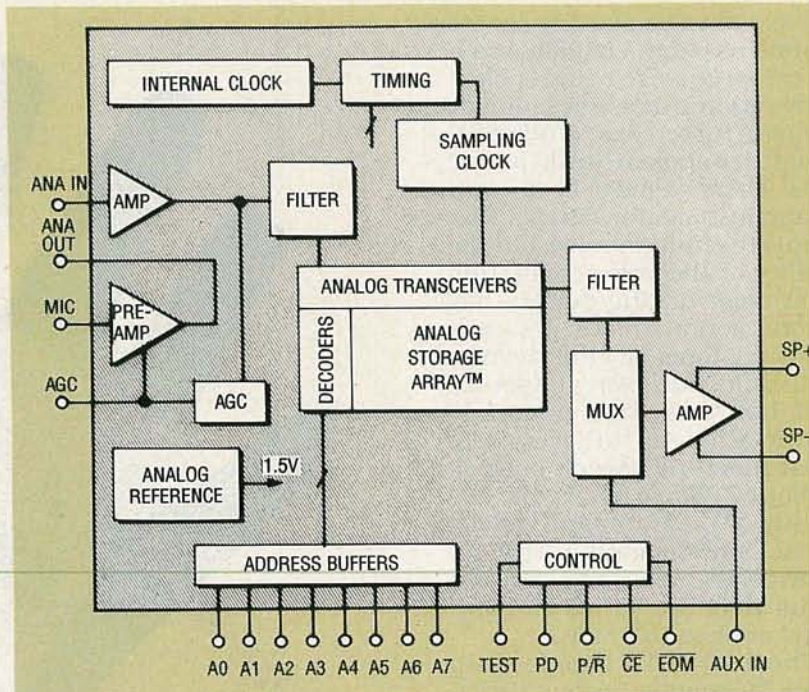 INTERNAL CLOCK
TIMING
SAMPLING
CLOCK
ANA IN
AMP
FILTER
ANA
OUT
ANALOG TRANSCEIVERS
FILTER
MIC
PRE-
AMP
DECODERS
ANALOG
STORAGE
ARRAY™
SP+
AGC
AGC
MUX
AMP
SP-
ANALOG
REFERENCE
1.5V
ADDRESS BUFFERS
CONTROL
A0 A1 A2 A3 A4 A5 A6 A7 TEST PD P/R̅ C̅E̅ E̅O̅M̅ AUX IN